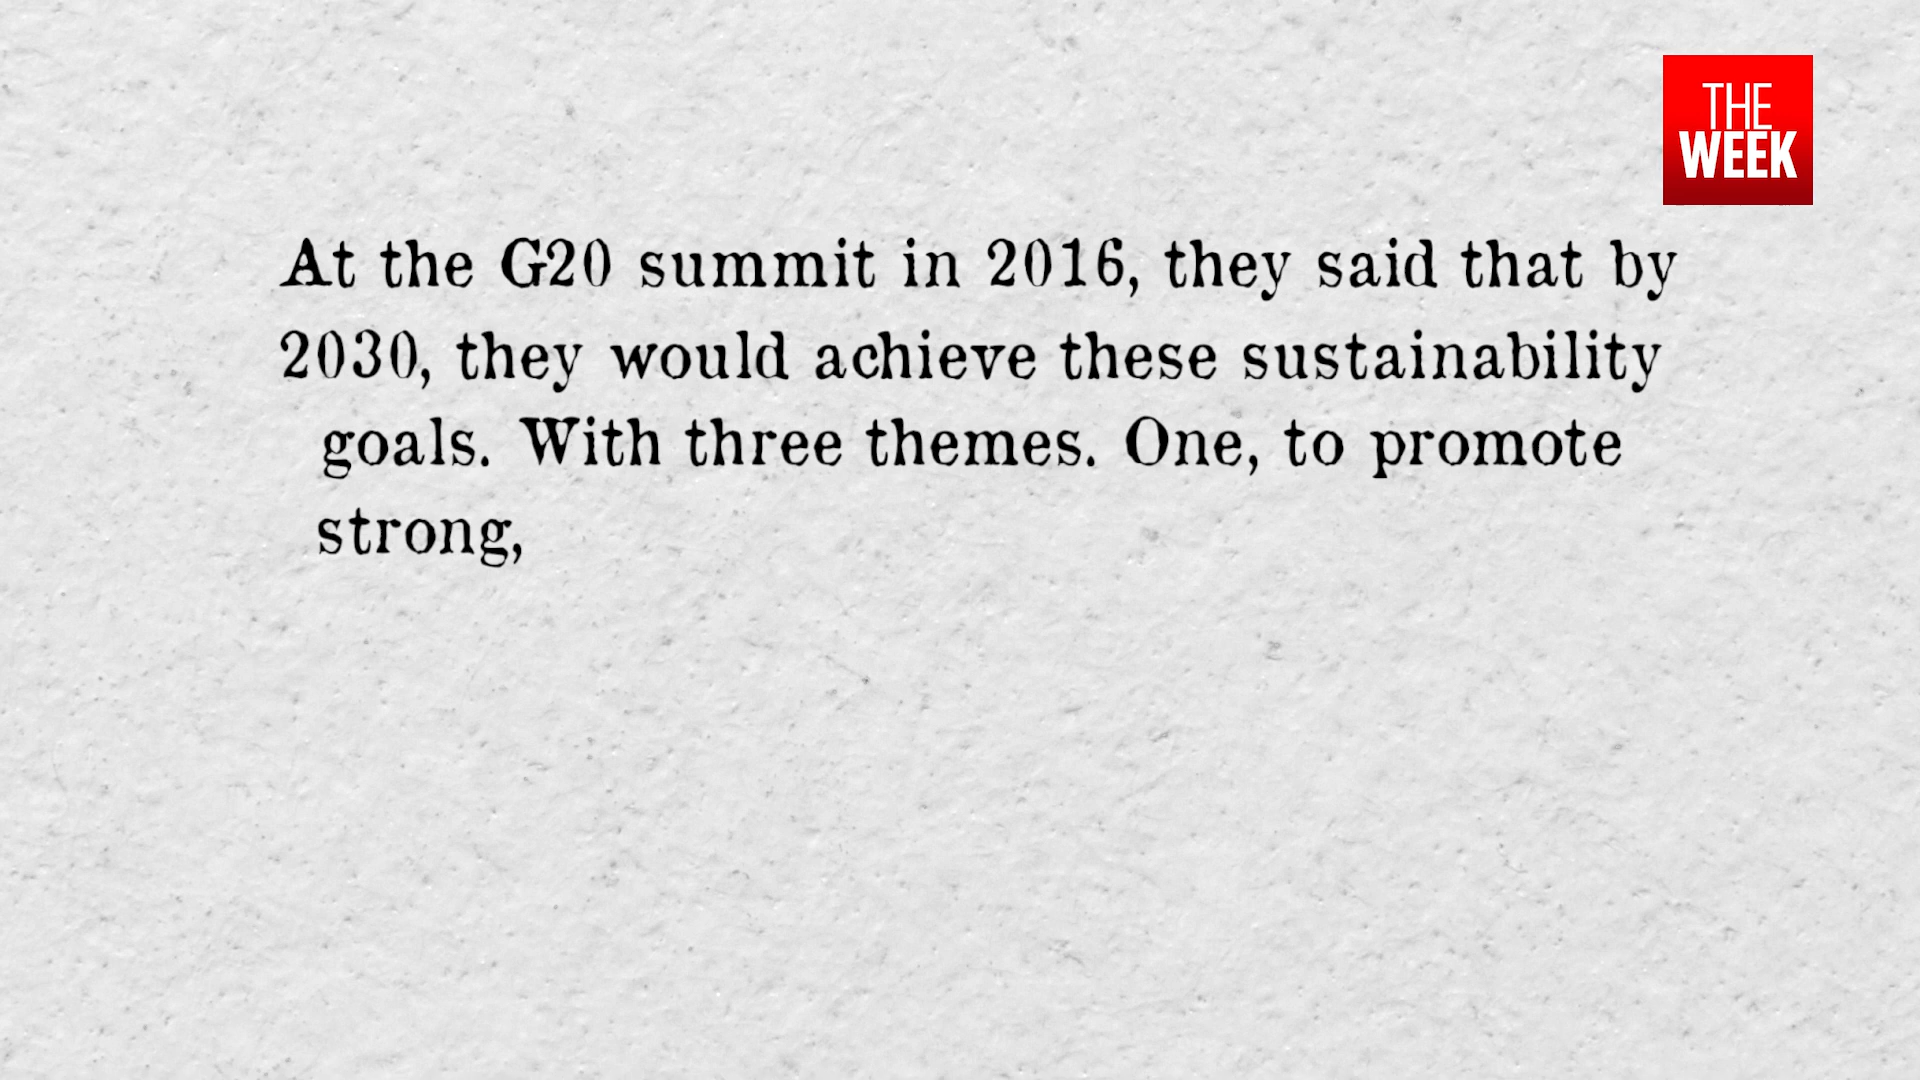 THE
WEEK
At the G20 summit in 2016, they said that by
2030, they would achieve these sustainability
goals. With three themes. One, to promote
strong,